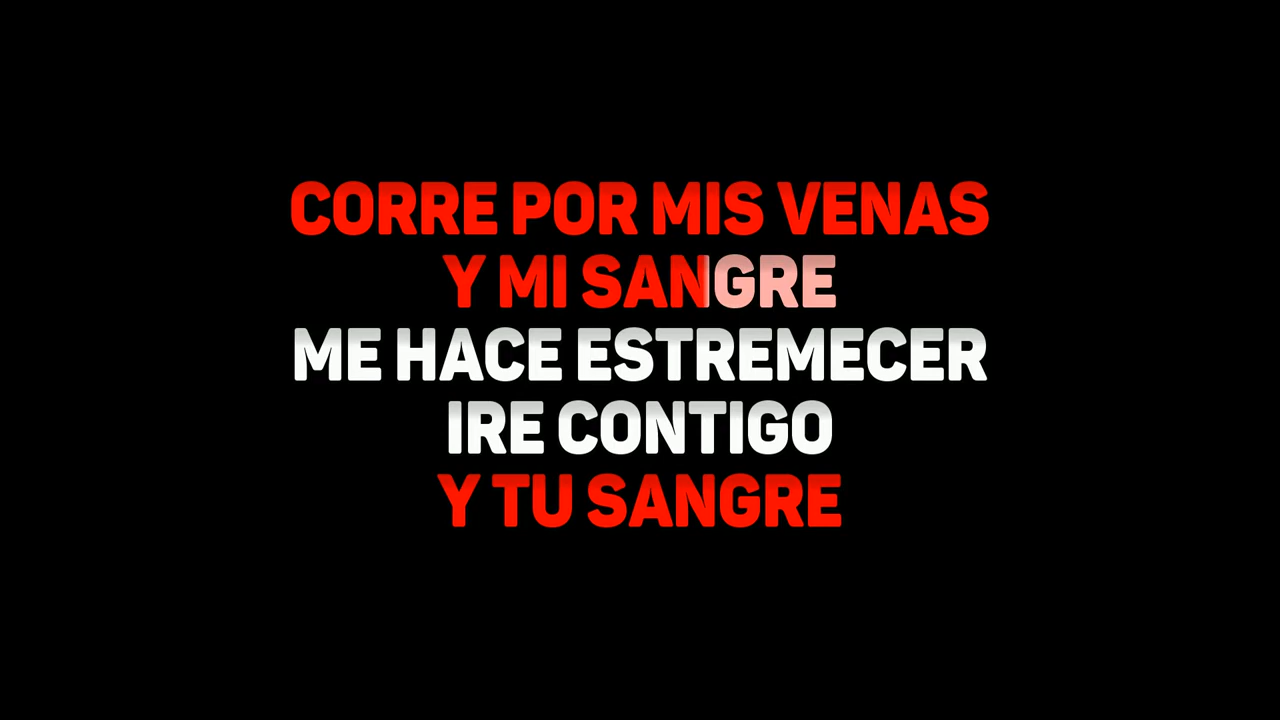 CORRE POR MIS VENAS
Y MI SANGRE
ME HACE ESTREMECER
IRE CONTIGO
Y TU SANGRE